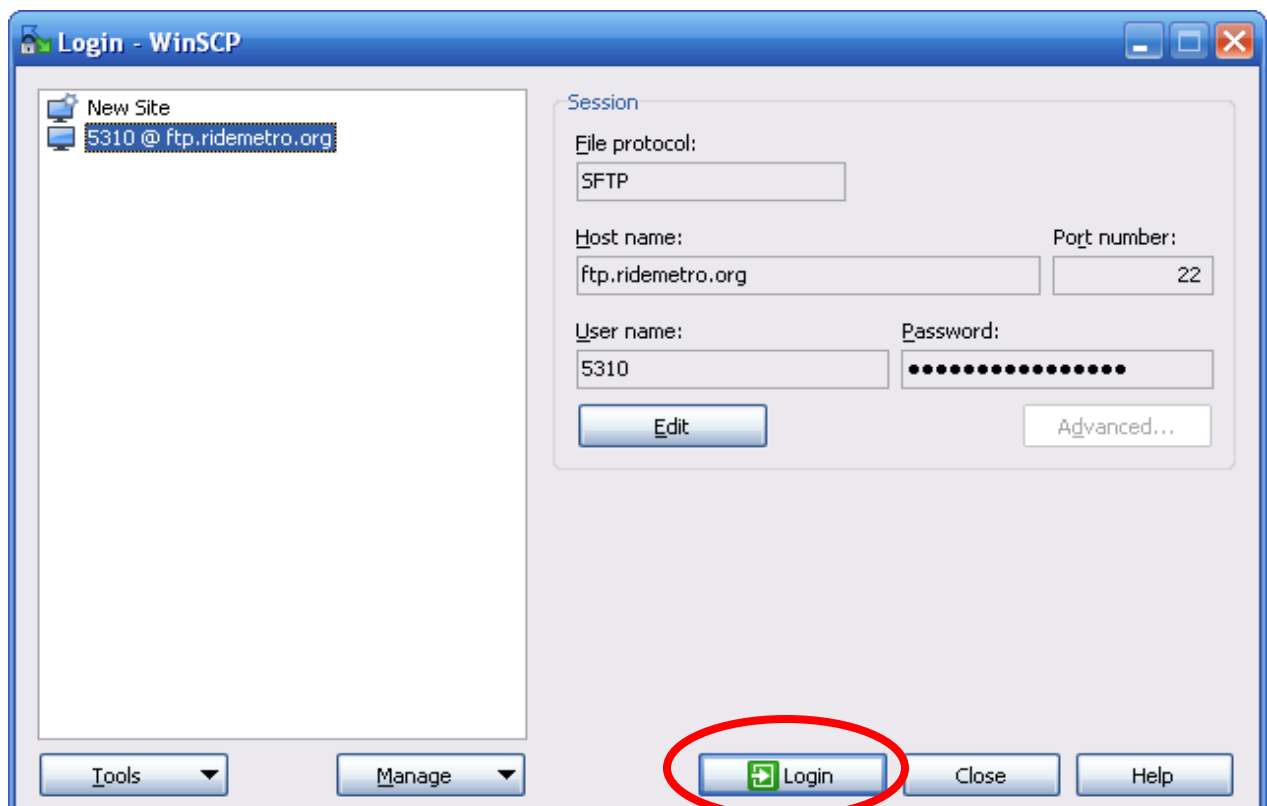 Login - WinSCP
New Site
5310 @ ftp.ridemetro.org
Session
File protocol:
SFTP
Host name: Port number:
ftp.ridemetro.org 22
User name: Password:
5310 ••••••••••••••••
Edit Advanced...
Tools Manage Login Close Help